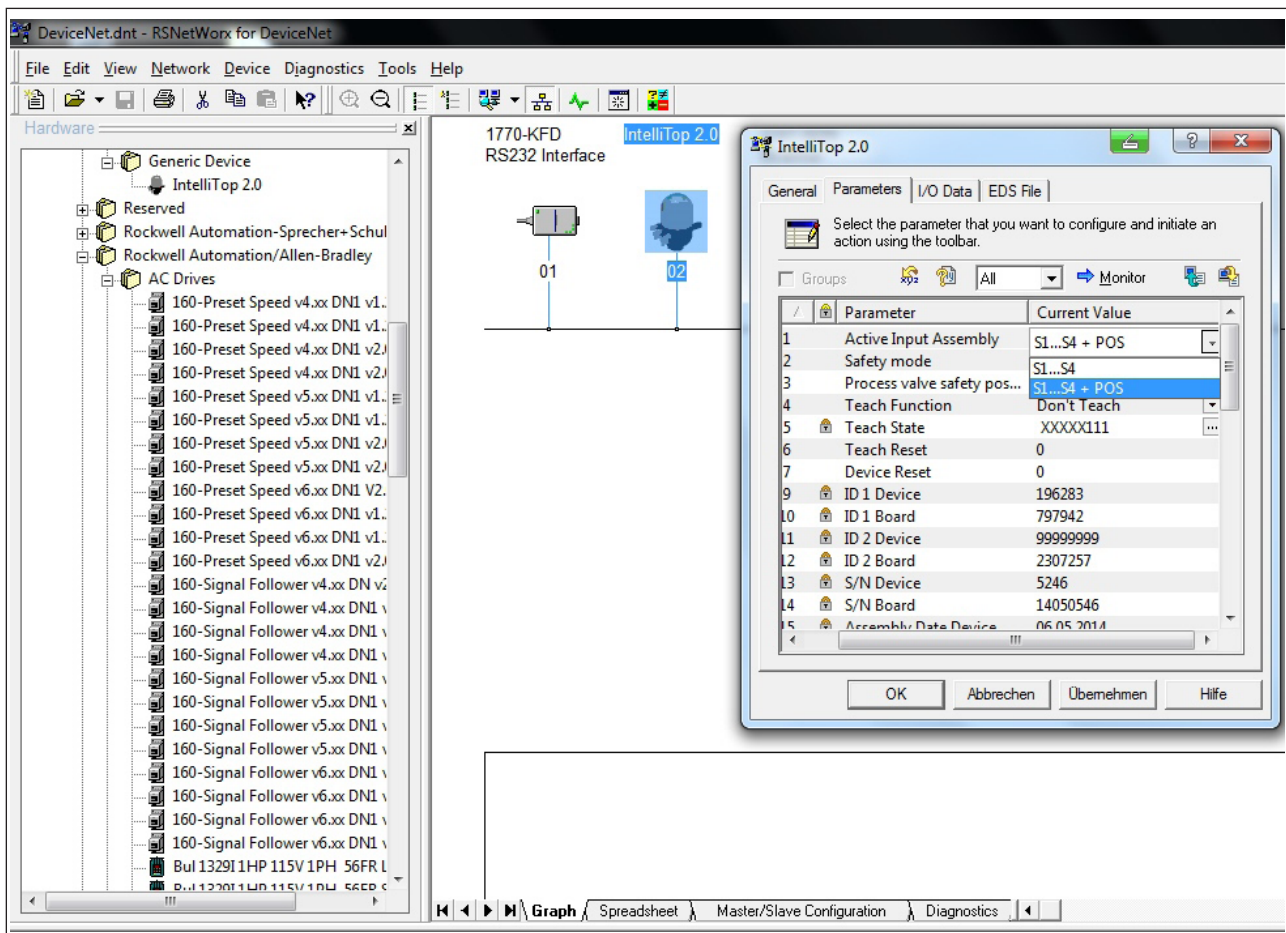 DeviceNet.dnt - RSNetWorx for DeviceNet
File Edit View Network Device Diagnostics Tools Help
Hardware
Generic Device
IntelliTop 2.0
Reserved
Rockwell Automation-Sprecher+Schul
Rockwell Automation/Allen-Bradley
AC Drives
160-Preset Speed v4.xx DN1 v1.
160-Preset Speed v4.xx DN1 v1.
160-Preset Speed v4.xx DN1 v2.
160-Preset Speed v4.xx DN1 v2.
160-Preset Speed v5.xx DN1 v1.
160-Preset Speed v5.xx DN1 v1.
160-Preset Speed v5.xx DN1 v2.
160-Preset Speed v5.xx DN1 v2.
160-Preset Speed v6.xx DN1 V2.
160-Preset Speed v6.xx DN1 v1.
160-Preset Speed v6.xx DN1 v1.
160-Preset Speed v6.xx DN1 v2.
160-Signal Follower v4.xx DN v2
160-Signal Follower v4.xx DN1 v
160-Signal Follower v4.xx DN1 v
160-Signal Follower v4.xx DN1 v
160-Signal Follower v5.xx DN1 v
160-Signal Follower v5.xx DN1 v
160-Signal Follower v5.xx DN1 v
160-Signal Follower v5.xx DN1 v
160-Signal Follower v6.xx DN1 v
160-Signal Follower v6.xx DN1 v
160-Signal Follower v6.xx DN1 v
160-Signal Follower v6.xx DN1 v
Bul 1329I 1HP 115V 1PH 56FR L
Bul 1329I 1HP 115V 1PH 56FR S
1770-KFD
RS232 Interface
01
IntelliTop 2.0
02
IntelliTop 2.0
General Parameters I/O Data EDS File
Select the parameter that you want to configure and initiate an
action using the toolbar.
Groups All Monitor
Parameter Current Value
1 Active Input Assembly S1...S4 + POS
2 Safety mode S1...S4
3 Process valve safety pos... S1...S4 + POS
4 Teach Function Don't Teach
5 Teach State XXXXX111
6 Teach Reset 0
7 Device Reset 0
9 ID 1 Device 196283
10 ID 1 Board 797942
11 ID 2 Device 99999999
12 ID 2 Board 2307257
13 S/N Device 5246
14 S/N Board 14050546
15 Assembly Date Device 06.05.2014
OK Abbrechen Übernehmen Hilfe
Graph Spreadsheet Master/Slave Configuration Diagnostics